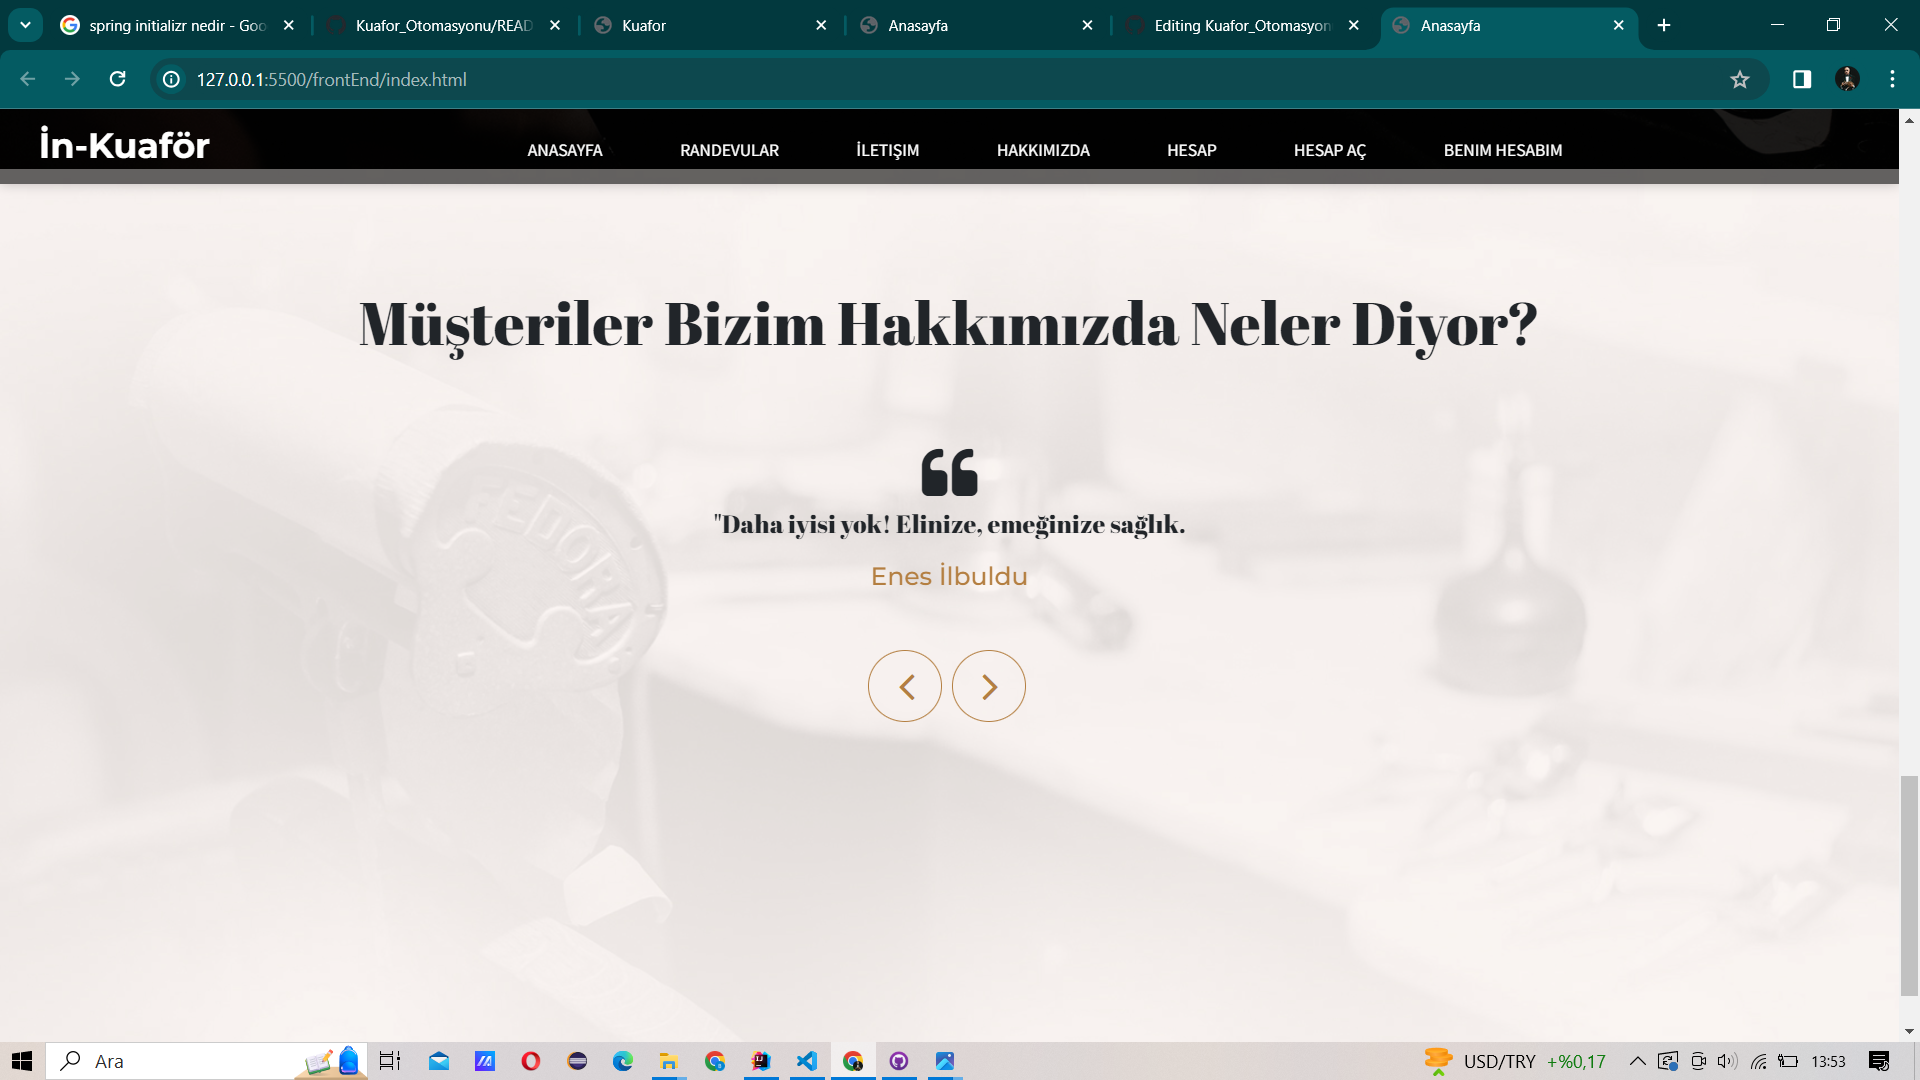 spring initializr nedir - Goo
Kuafor_Otomasyonu/READ
Kuafor
Anasayfa
Editing Kuafor_Otomasyon
Anasayfa
127.0.0.1:5500/frontEnd/index.html
İn-Kuaför
ANASAYFA
RANDEVULAR
İLETIŞIM
HAKKIMIZDA
HESAP
HESAP AÇ
BENIM HESABIM
Müşteriler Bizim Hakkımızda Neler Diyor?
"Daha iyisi yok! Elinize, emeğinize sağlık.
Enes İlbuldu
FEDORA
Ara
USD/TRY +%0,17
13:53